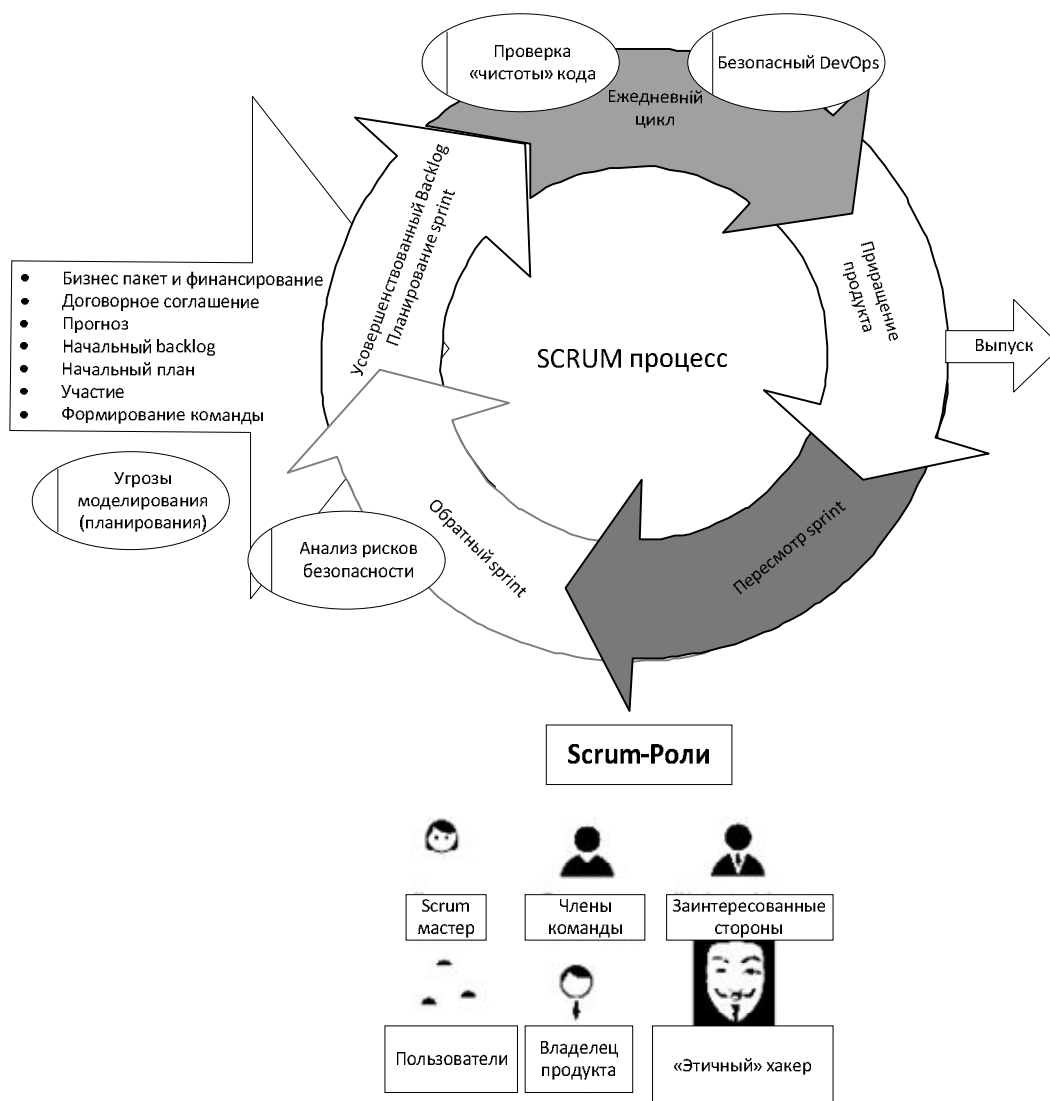 Проверка
«чистоты» кода
Безопасный DevOps
Ежедневній
цикл
Усовершенствованный Backlog
Планирование sprint
Бизнес пакет и финансирование
Договорное соглашение
Прогноз
Начальный backlog
Начальный план
Участие
Формирование команды
SCRUM процесс
Приращение
продукта
Выпуск
Угрозы
моделирования
(планирования)
Анализ рисков
безопасности
Обратный sprint
Пересмотр sprint
Scrum-Роли
Scrum
мастер
Члены
команды
Заинтересованные
стороны
Пользователи
Владелец
продукта
«Этичный» хакер